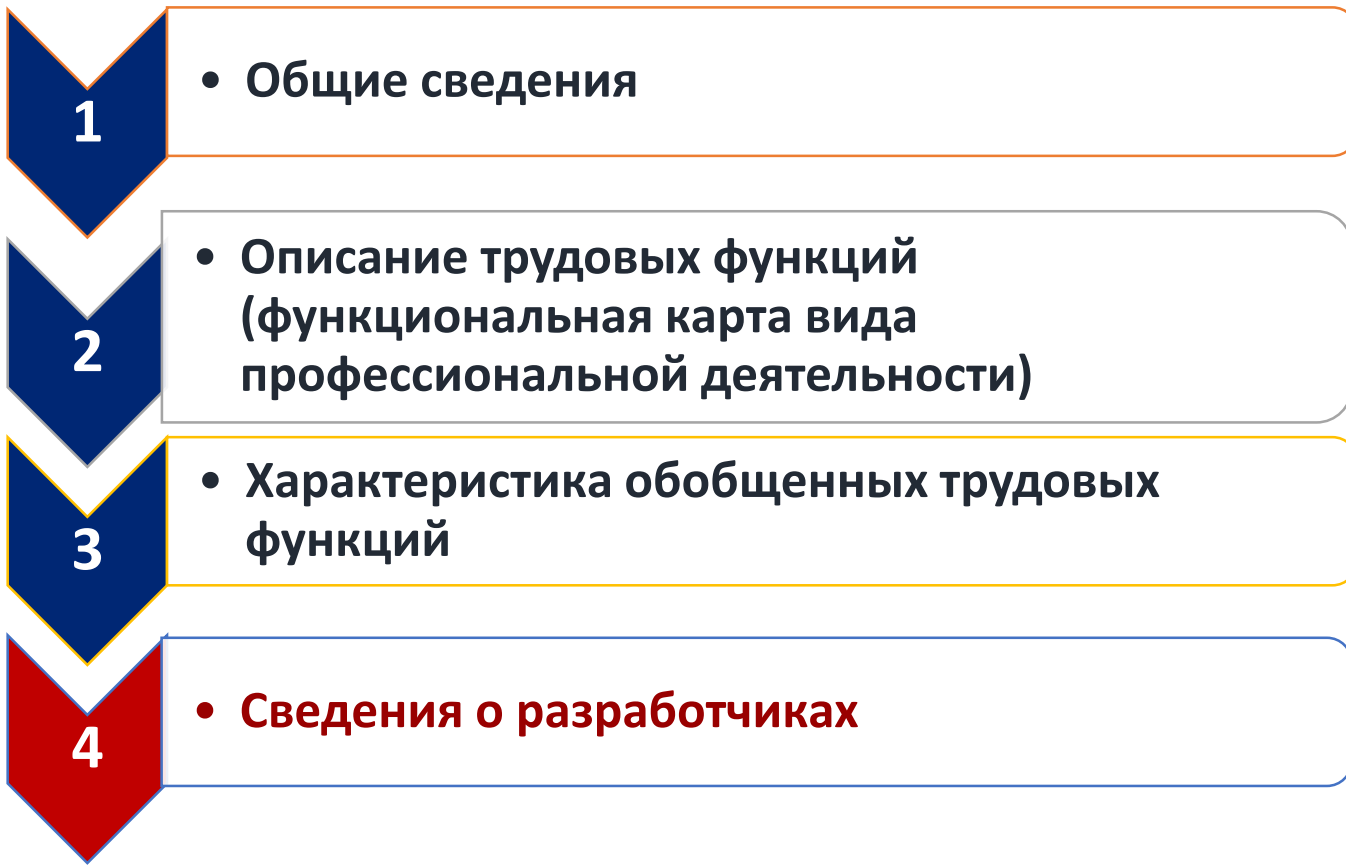 1
• Общие сведения
2
• Описание трудовых функций
(функциональная карта вида
профессиональной деятельности)
3
• Характеристика обобщенных трудовых
функций
4
• Сведения о разработчиках